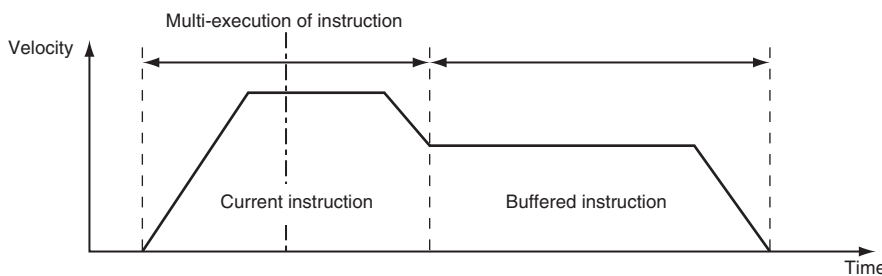 Multi-execution of instruction
Velocity
Current instruction
Buffered instruction
Time